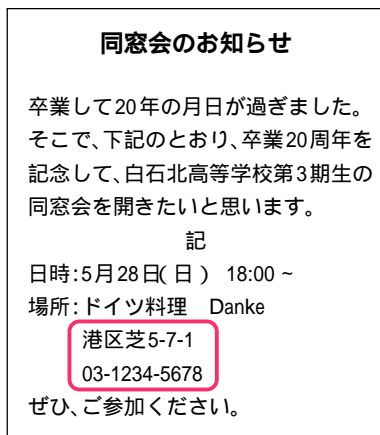 同窓会のお知らせ
卒業して20年の月日が過ぎました。
そこで、下記のとおり、卒業20周年を
記念して、白石北高等学校第3期生の
同窓会を開きたいと思います。
記
日時:5月28日(日) 18:00 ~
場所:ドイツ料理 Danke
港区芝5-7-1
03-1234-5678
ぜひ、ご参加ください。